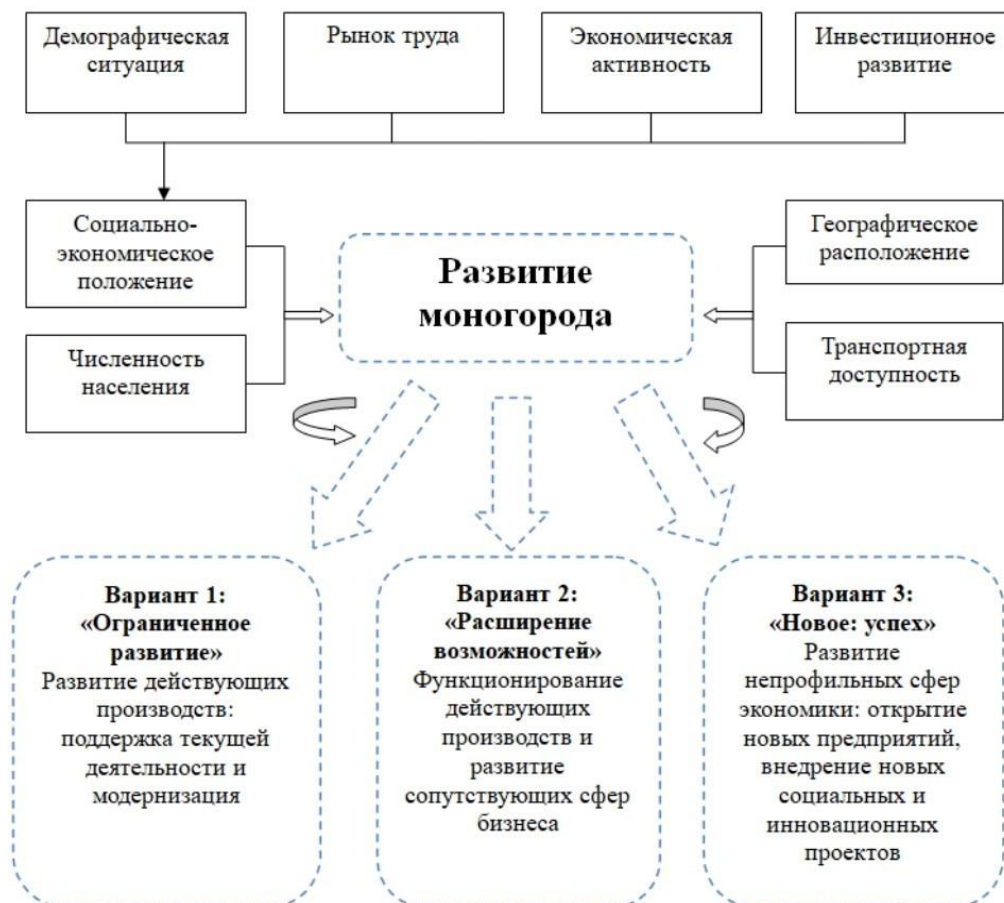 Демографическая
ситуация
Рынок труда
Экономическая
активность
Инвестиционное
развитие
Социально-
экономическое
положение
Численность
населения
Развитие
моногорода
Географическое
расположение
Транспортная
доступность
Вариант 1:
«Ограниченное
развитие»
Развитие действующих
производств:
поддержка текущей
деятельности и
модернизация
Вариант 2:
«Расширение
возможностей»
Функционирование
действующих
производств и
развитие
сопутствующих сфер
бизнеса
Вариант 3:
«Новое: успех»
Развитие
непрофильных сфер
экономики: открытие
новых предприятий,
внедрение новых
социальных и
инновационных
проектов